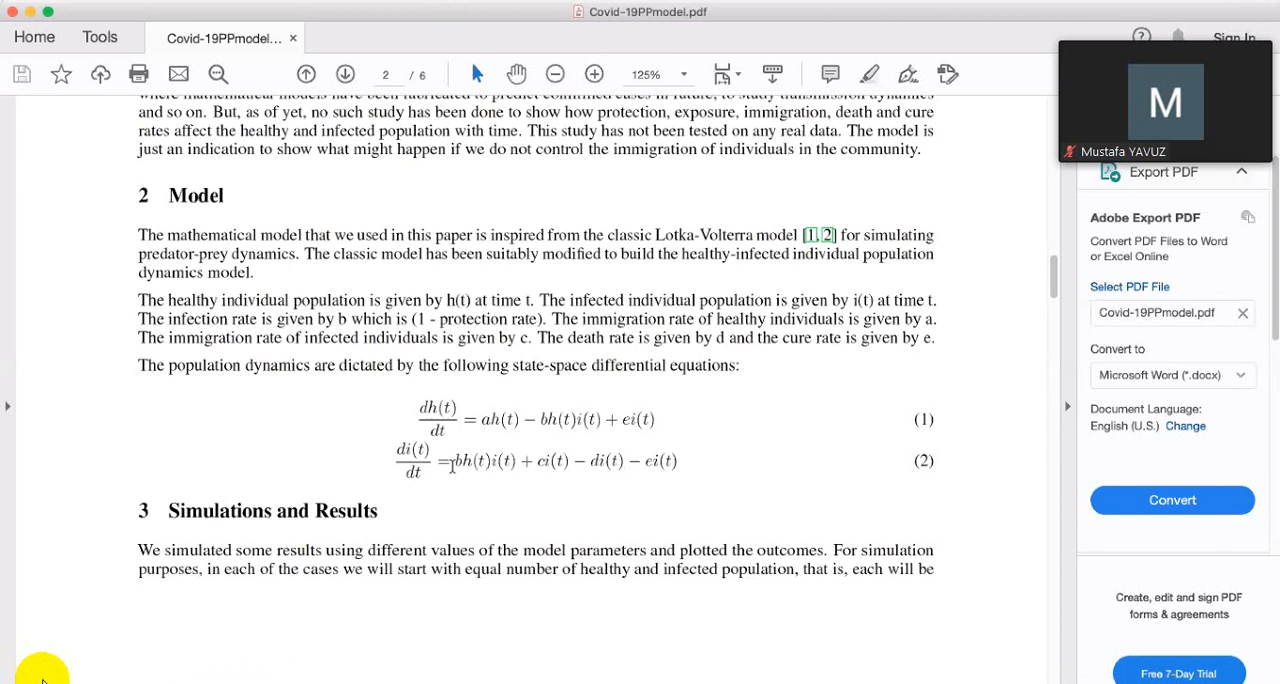 Covid-19PPmodel.pdf
Home
Tools
Covid-19PPmodel... ×
Sign In
2 / 6
125%
M
Mustafa YAVUZ
and so on. But, as of yet, no such study has been done to show how protection, exposure, immigration, death and cure
rates affect the healthy and infected population with time. This study has not been tested on any real data. The model is
just an indication to show what might happen if we do not control the immigration of individuals in the community.
2 Model
The mathematical model that we used in this paper is inspired from the classic Lotka-Volterra model [1, 2] for simulating
predator-prey dynamics. The classic model has been suitably modified to build the healthy-infected individual population
dynamics model.
The healthy individual population is given by h(t) at time t. The infected individual population is given by i(t) at time t.
The infection rate is given by b which is (1 - protection rate). The immigration rate of healthy individuals is given by a.
The immigration rate of infected individuals is given by c. The death rate is given by d and the cure rate is given by e.
The population dynamics are dictated by the following state-space differential equations:
dh(t)/dt = ah(t) − bh(t)i(t) + ei(t) (1)
di(t)/dt = bh(t)i(t) + ci(t) − di(t) − ei(t) (2)
3 Simulations and Results
We simulated some results using different values of the model parameters and plotted the outcomes. For simulation
purposes, in each of the cases we will start with equal number of healthy and infected population, that is, each will be
Export PDF
Adobe Export PDF
Convert PDF Files to Word
or Excel Online
Select PDF File
Covid-19PPmodel.pdf
Convert to
Microsoft Word (*.docx)
Document Language:
English (U.S.) Change
Convert
Create, edit and sign PDF
forms & agreements
Free 7-Day Trial